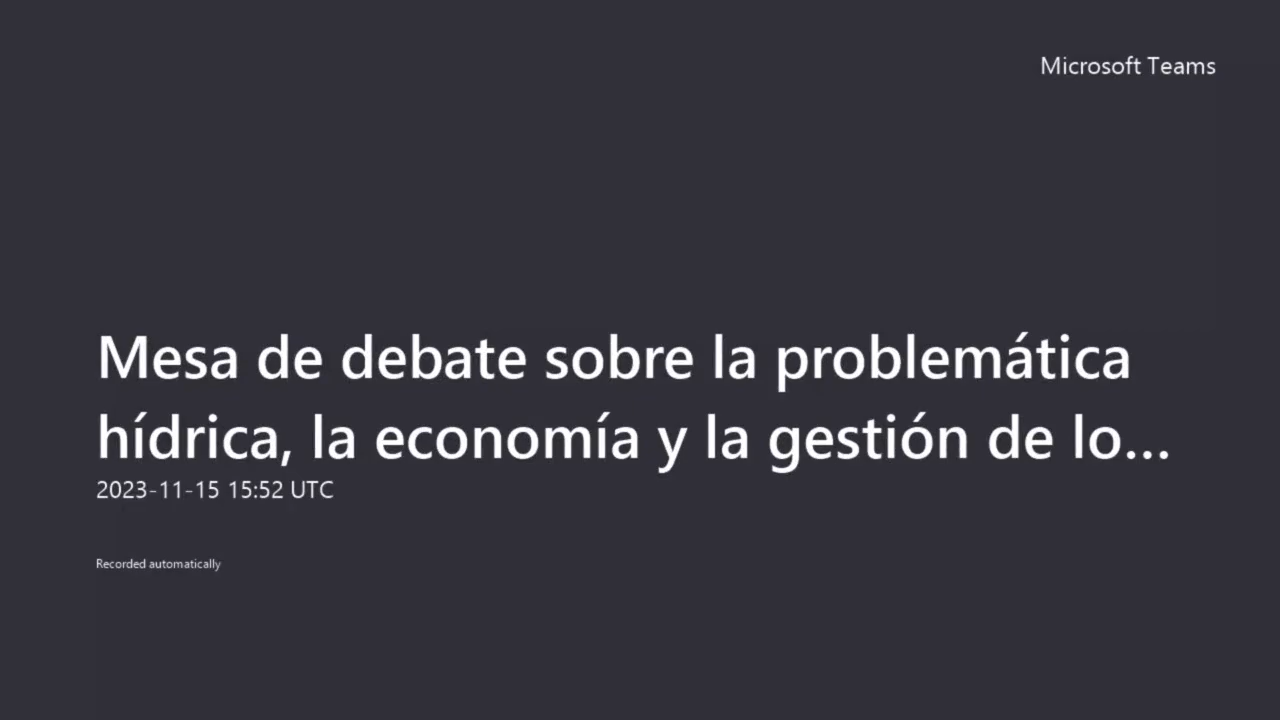 Microsoft Teams
Mesa de debate sobre la problemática
hídrica, la economía y la gestión de lo...
2023-11-15 15:52 UTC
Recorded automatically